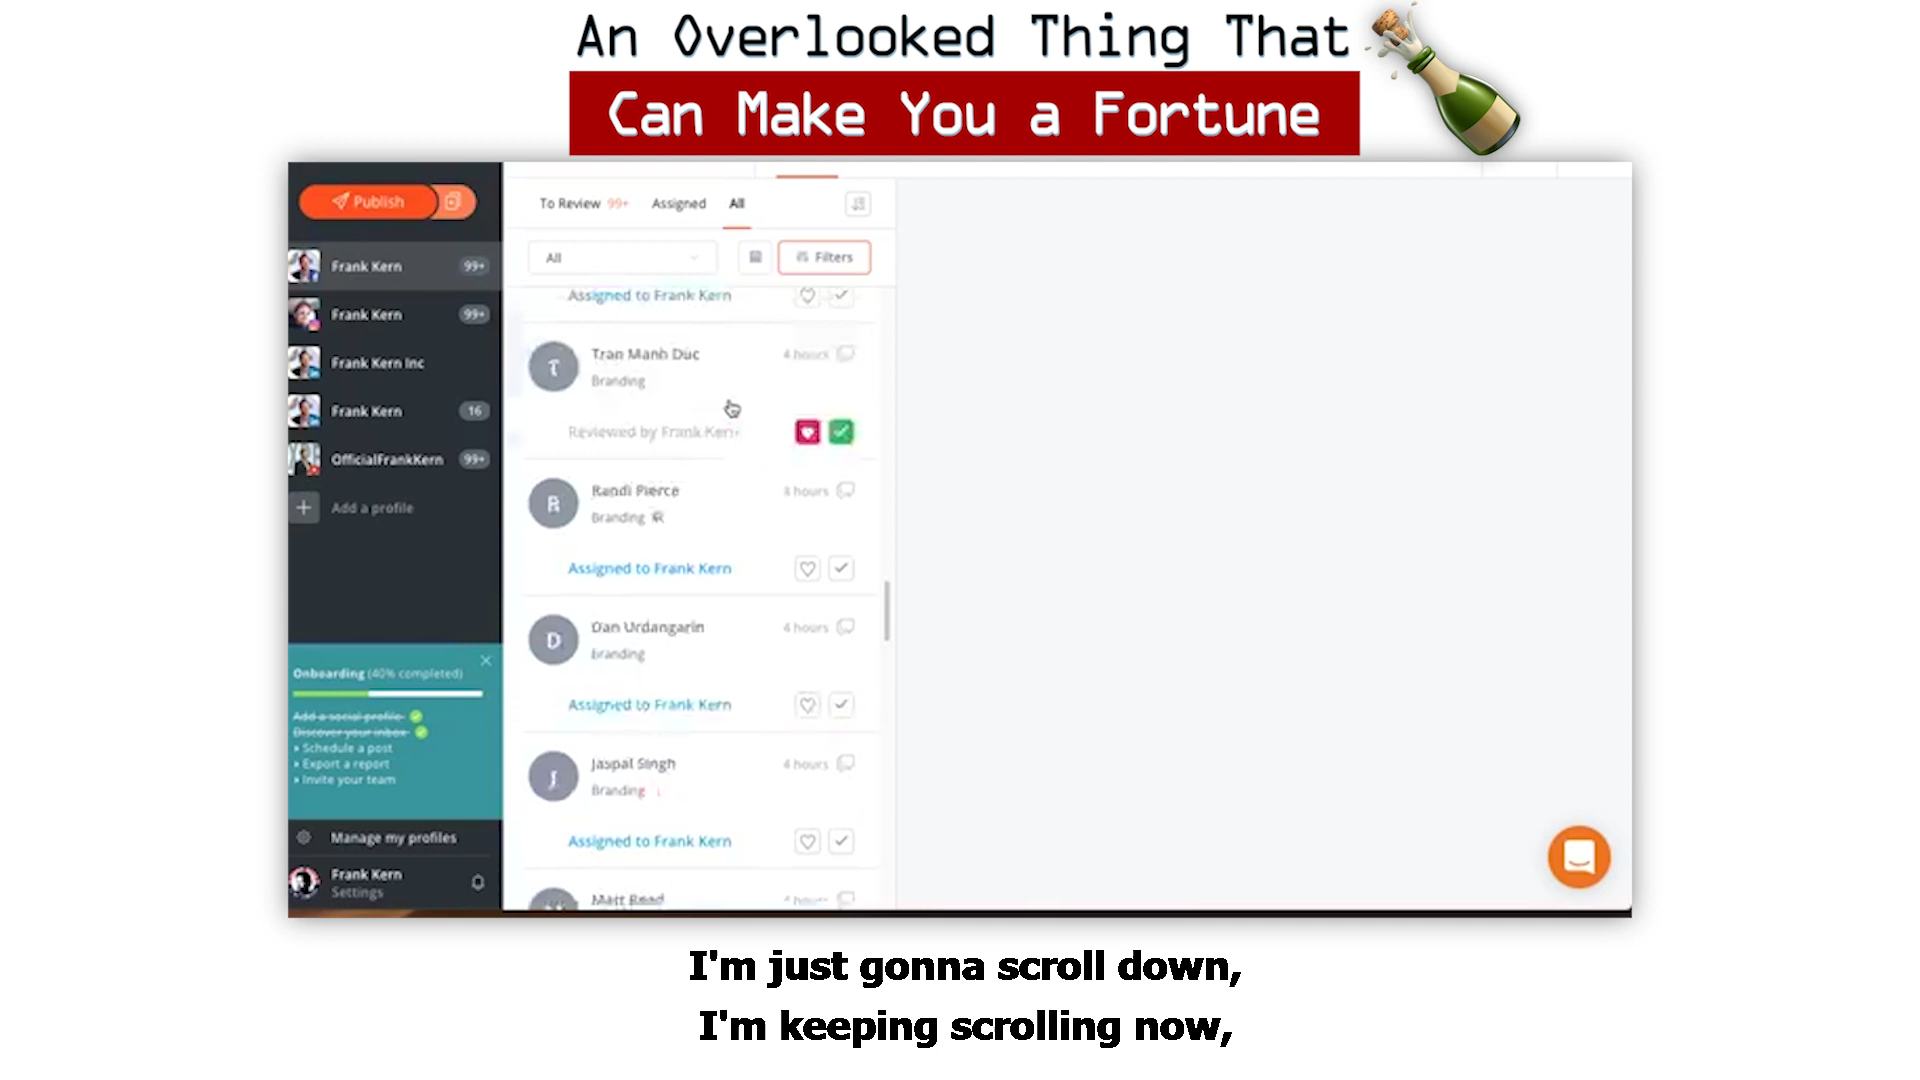 An Overlooked Thing That
Can Make You a Fortune
Publish
Frank Kern 99+
Frank Kern 99+
Frank Kern Inc
Frank Kern 16
OfficialFrankKern 99+
Add a profile
Onboarding (40% completed)
Add a social profile
Discover your inbox
Schedule a post
Export a report
Invite your team
Manage my profiles
Frank Kern
Settings
To Review 99+ Assigned All
All Filters
Assigned to Frank Kern
T Tran Manh Duc 4 hours
Branding
Reviewed by Frank Kern
R Randi Pierce hours
Branding
Assigned to Frank Kern
D Dan Urdangarin 4 hours
Branding
Assigned to Frank Kern
J Jaspal Singh 4 hours
Branding
Assigned to Frank Kern
Matt
I'm just gonna scroll down,
I'm keeping scrolling now,